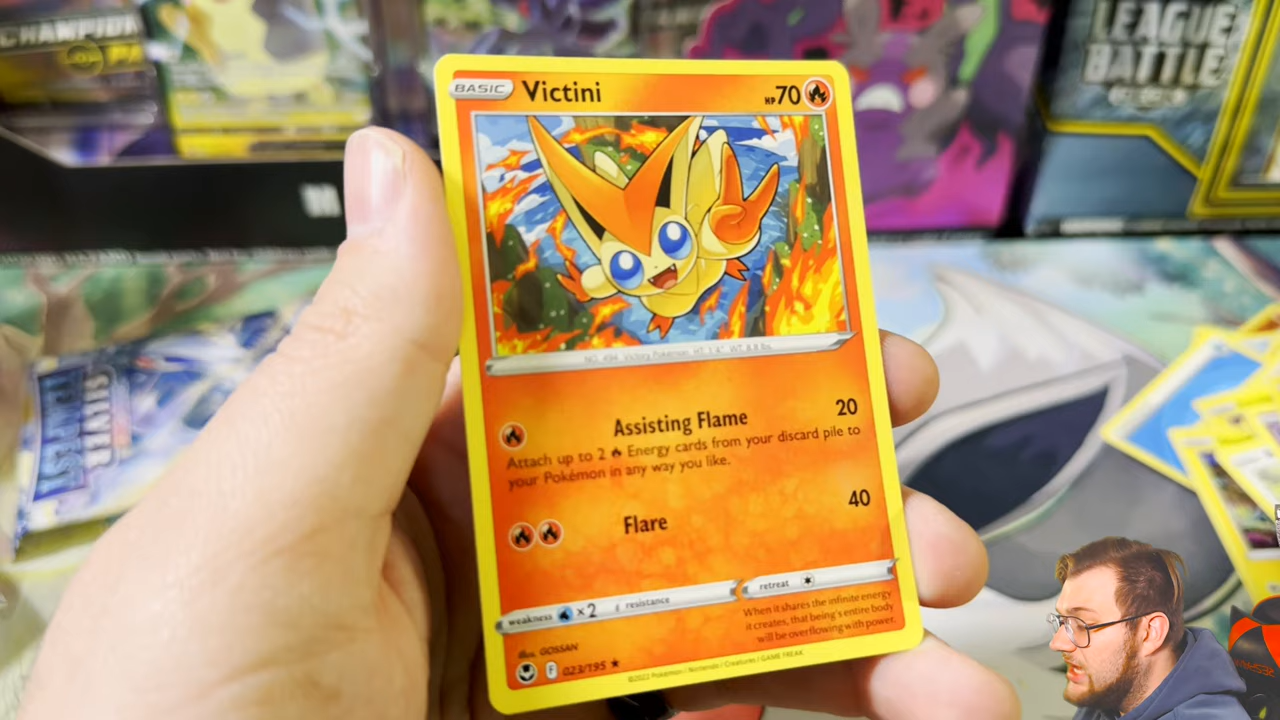 CHAMPION
LEAGUE
BATTLE
BASIC Victini HP70
NO. 494 Victory Pokémon HT. 1'4" WT. 8.8 lbs.
Assisting Flame 20
Attach up to 2 Energy cards from your discard pile to
your Pokémon in any way you like.
Flare 40
weakness ×2 resistance retreat
When it shares the infinite energy
it creates, that being's entire body
will be overflowing with power.
illus. GOSSAN
F 023/195 ★
©2022 Pokémon / Nintendo / Creatures / GAME FREAK
SILVER
TEMPEST